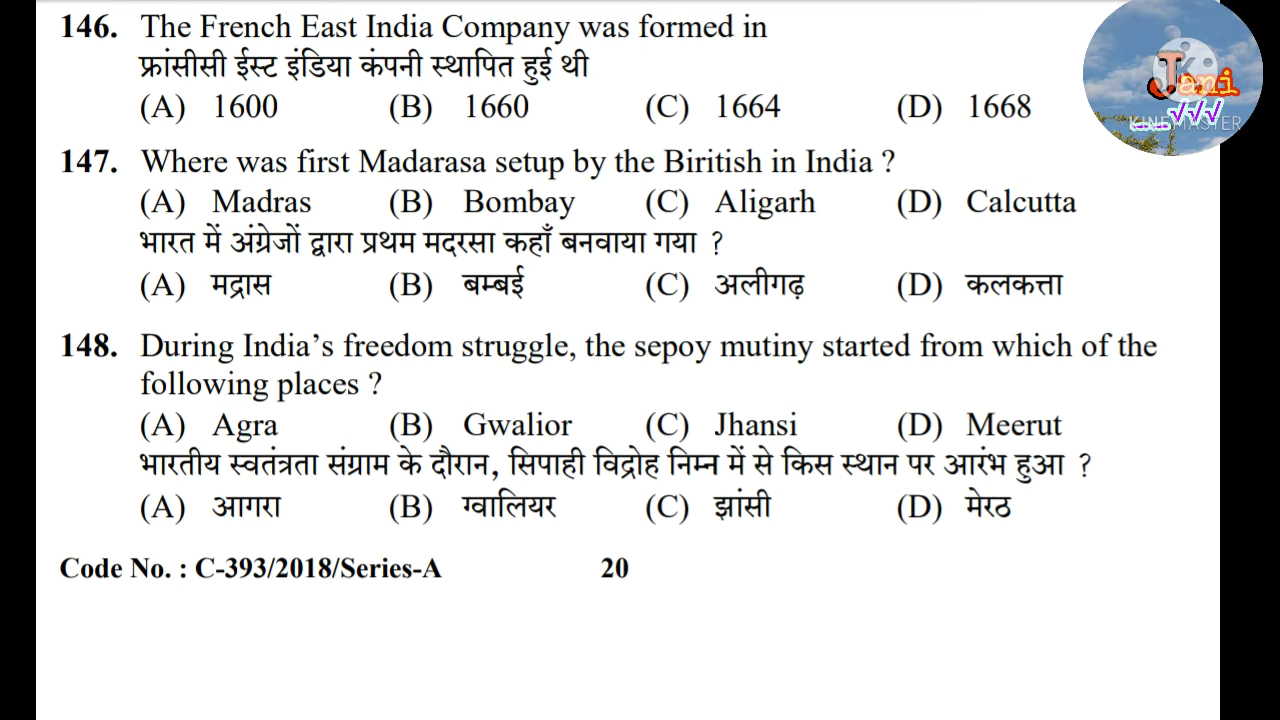 146. The French East India Company was formed in
फ्रांसीसी ईस्ट इंडिया कंपनी स्थापित हुई थी
(A) 1600 (B) 1660 (C) 1664 (D) 1668
Jani
√√√
KINEMASTER
147. Where was first Madarasa setup by the Biritish in India ?
(A) Madras (B) Bombay (C) Aligarh (D) Calcutta
भारत में अंग्रेजों द्वारा प्रथम मदरसा कहाँ बनवाया गया ?
(A) मद्रास (B) बम्बई (C) अलीगढ़ (D) कलकत्ता
148. During India’s freedom struggle, the sepoy mutiny started from which of the
following places ?
(A) Agra (B) Gwalior (C) Jhansi (D) Meerut
भारतीय स्वतंत्रता संग्राम के दौरान, सिपाही विद्रोह निम्न में से किस स्थान पर आरंभ हुआ ?
(A) आगरा (B) ग्वालियर (C) झांसी (D) मेरठ
Code No. : C-393/2018/Series-A 20